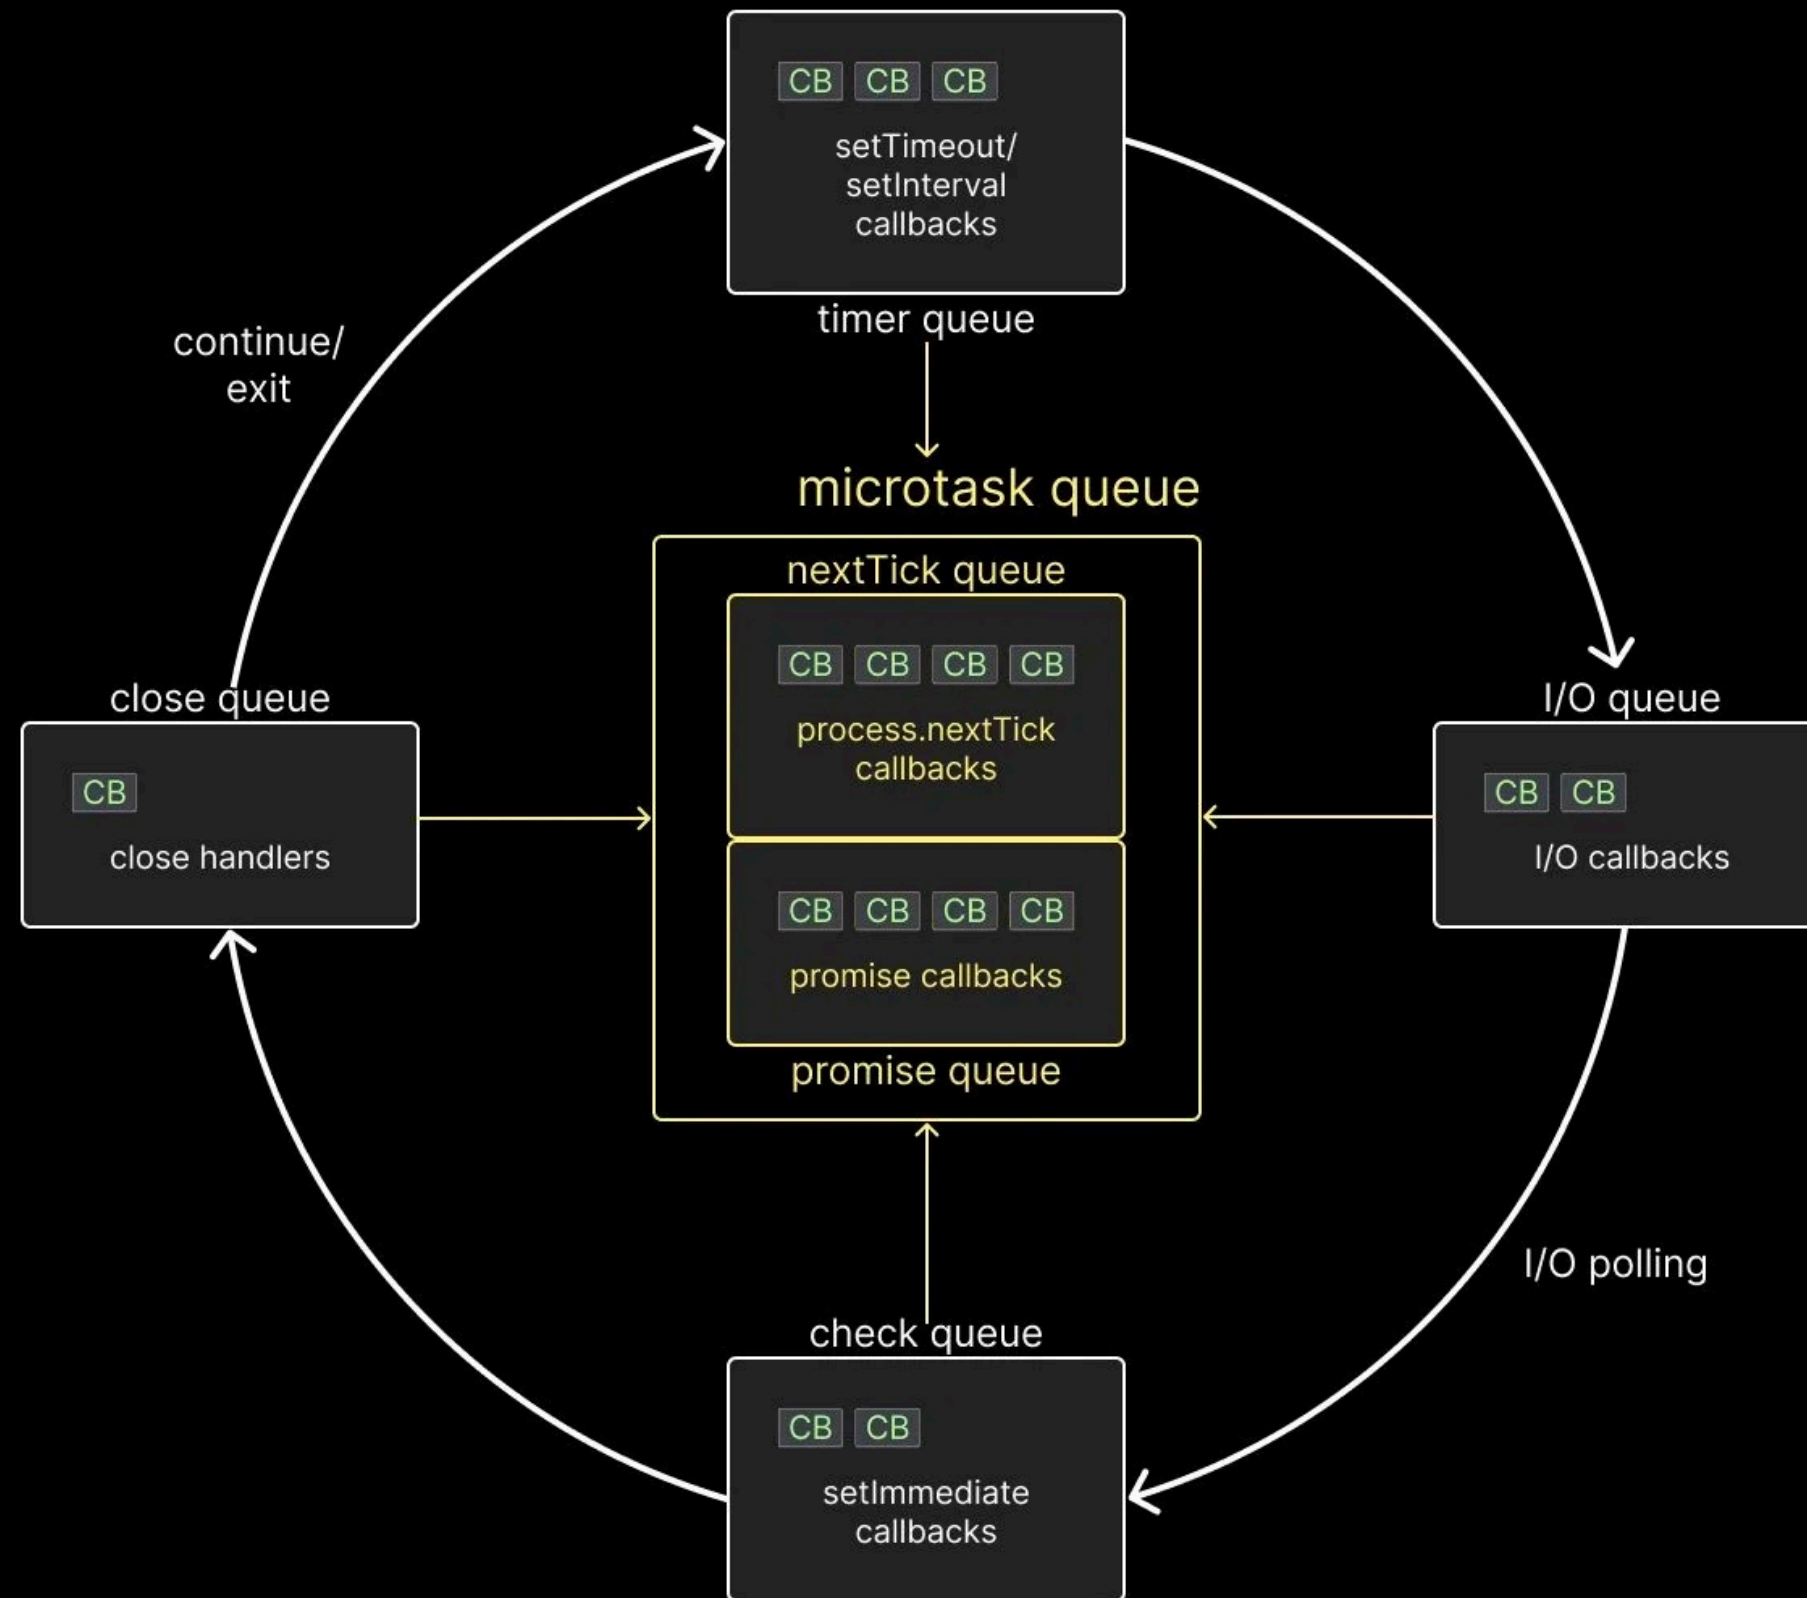 CB CB CB
setTimeout/
setInterval
callbacks
timer queue
continue/
exit
microtask queue
nextTick queue
CB CB CB CB
process.nextTick
callbacks
close queue
CB
close handlers
I/O queue
CB CB
I/O callbacks
CB CB CB CB
promise callbacks
promise queue
I/O polling
check queue
CB CB
setImmediate
callbacks